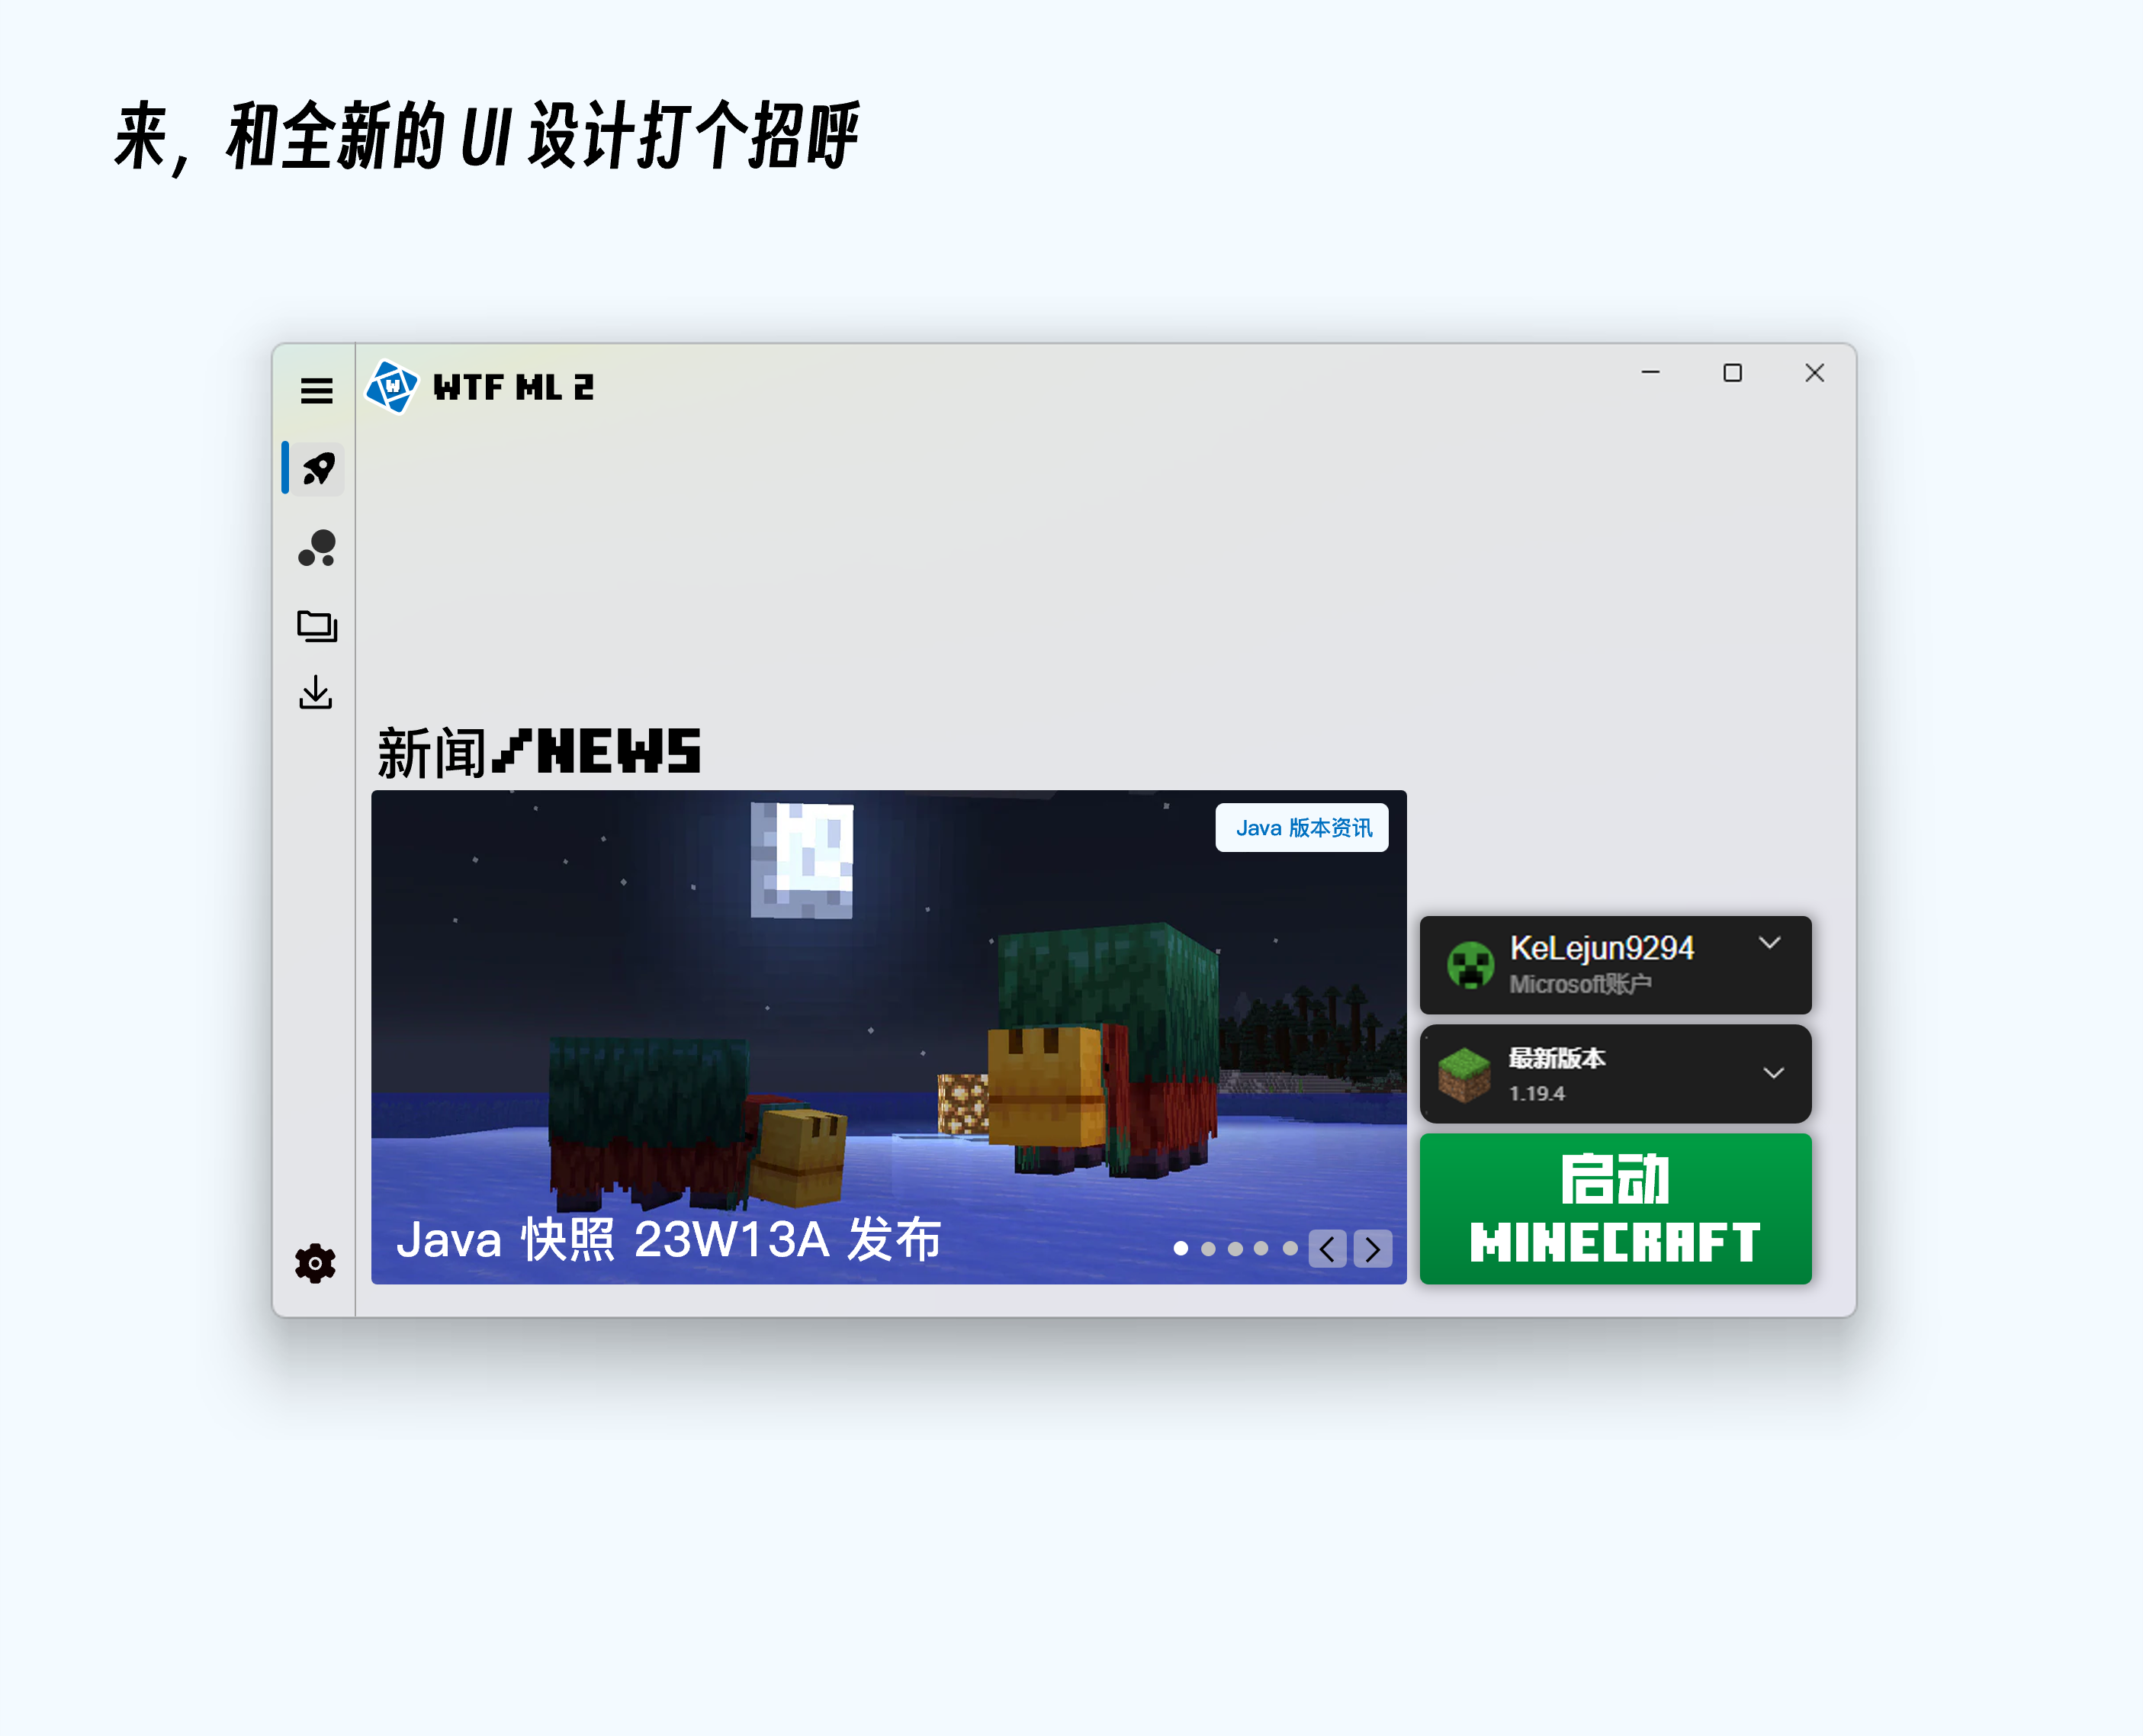 来，和全新的 UI 设计打个招呼
W
WTF ML 2
新闻/NEWS
Java 版本资讯
Java 快照 23W13A 发布
KeLejun9294
Microsoft账户
最新版本
1.19.4
启动
MINECRAFT